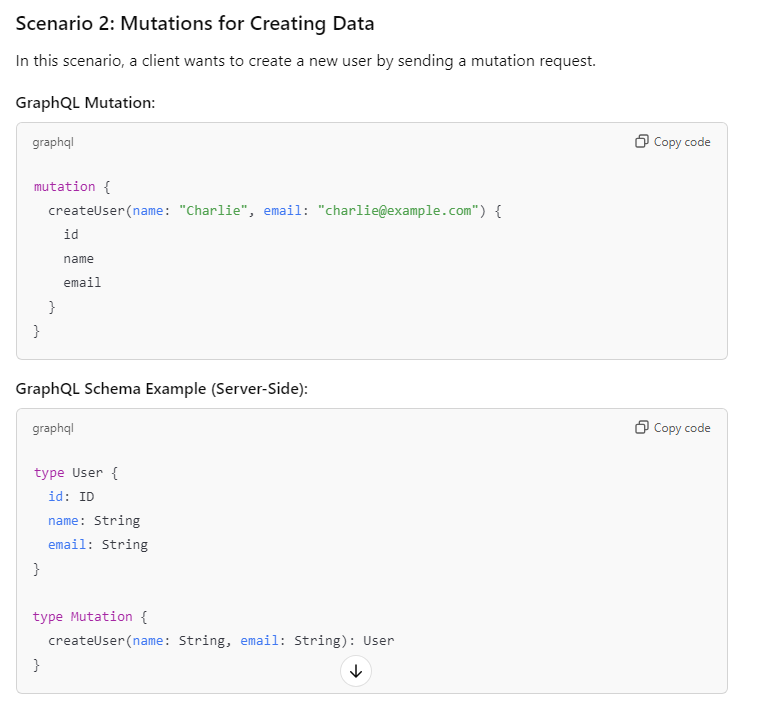 Scenario 2: Mutations for Creating Data
In this scenario, a client wants to create a new user by sending a mutation request.
GraphQL Mutation:
graphql
Copy code
mutation {
  createUser(name: "Charlie", email: "charlie@example.com") {
    id
    name
    email
  }
}
GraphQL Schema Example (Server-Side):
graphql
Copy code
type User {
  id: ID
  name: String
  email: String
}
type Mutation {
  createUser(name: String, email: String): User
}